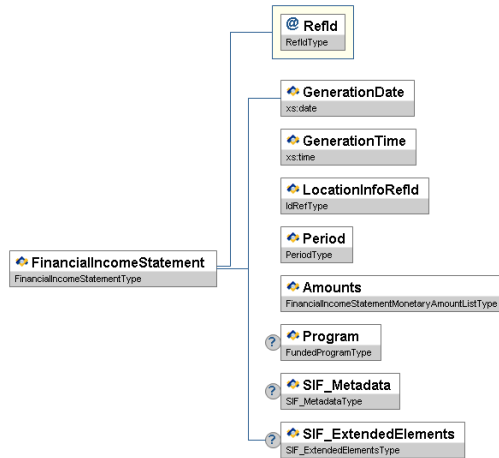 @ RefId
RefIdType
GenerationDate
xs:date
GenerationTime
xs:time
LocationInfoRefId
IdRefType
FinancialIncomeStatement
FinancialIncomeStatementType
Period
PeriodType
Amounts
FinancialIncomeStatementMonetaryAmountListType
? Program
FundedProgramType
? SIF_Metadata
SIF_MetadataType
? SIF_ExtendedElements
SIF_ExtendedElementsType